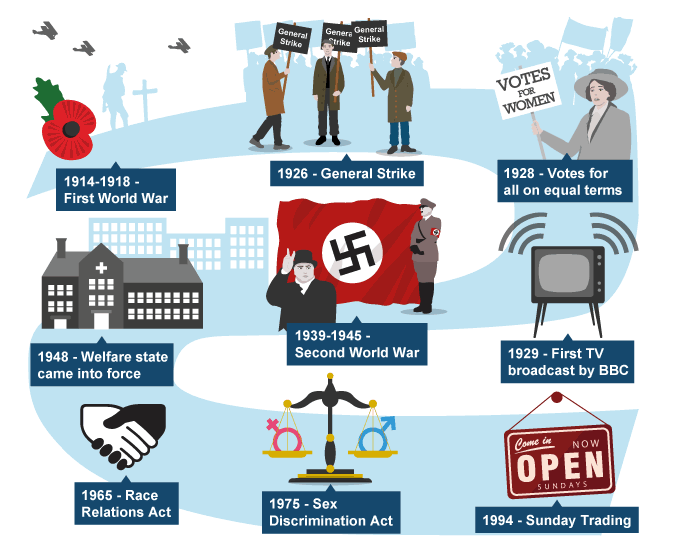 General
Strike
General
Strike
General
Strike
VOTES
FOR
WOMEN
1914-1918 -
First World War
1926 - General Strike
1928 - Votes for
all on equal terms
1948 - Welfare state
came into force
1939-1945 -
Second World War
1929 - First TV
broadcast by BBC
Come in
NOW
OPEN
SUNDAYS
1965 - Race
Relations Act
1975 - Sex
Discrimination Act
1994 - Sunday Trading